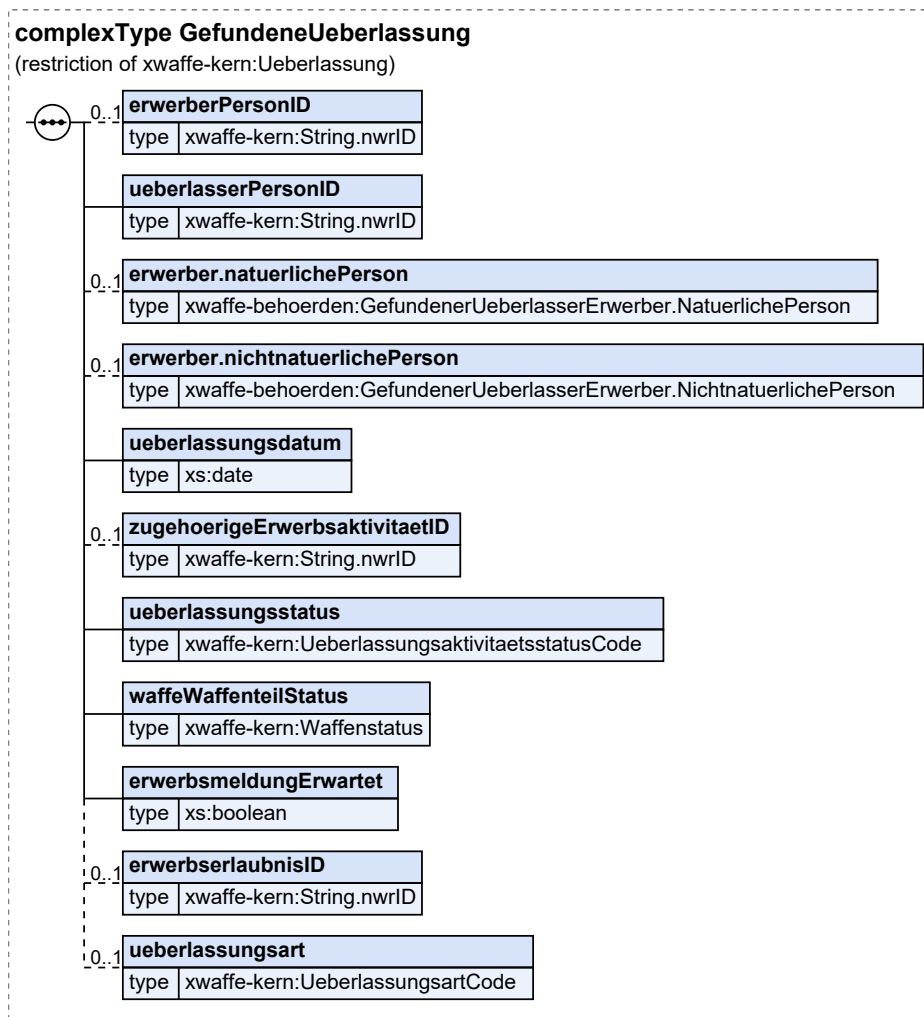 complexType GefundeneUeberlassung
(restriction of xwaffe-kern:Ueberlassung)
0..1 erwerberPersonID
type xwaffe-kern:String.nwrID
ueberlasserPersonID
type xwaffe-kern:String.nwrID
0..1 erwerber.natuerlichePerson
type xwaffe-behoerden:GefundenerUeberlasserErwerber.NatuerlichePerson
0..1 erwerber.nichtnatuerlichePerson
type xwaffe-behoerden:GefundenerUeberlasserErwerber.NichtnatuerlichePerson
ueberlassungsdatum
type xs:date
0..1 zugehoerigeErwerbsaktivitaetID
type xwaffe-kern:String.nwrID
ueberlassungsstatus
type xwaffe-kern:UeberlassungsaktivitaetsstatusCode
waffeWaffenteilStatus
type xwaffe-kern:Waffenstatus
erwerbsmeldungErwartet
type xs:boolean
0..1 erwerbserlaubnisID
type xwaffe-kern:String.nwrID
0..1 ueberlassungsart
type xwaffe-kern:UeberlassungsartCode